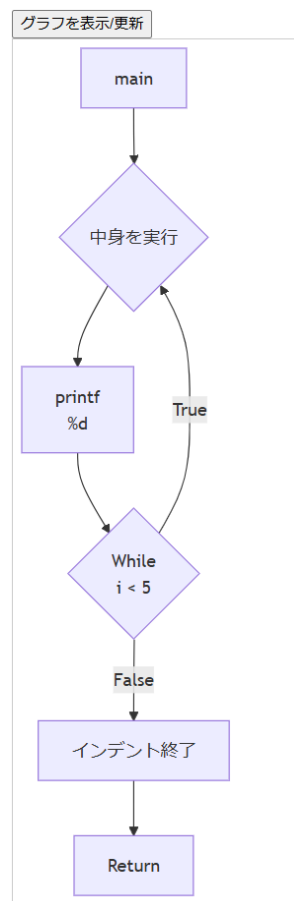 グラフを表示/更新
main
中身を実行
printf
%d
True
While
i < 5
False
インデント終了
Return